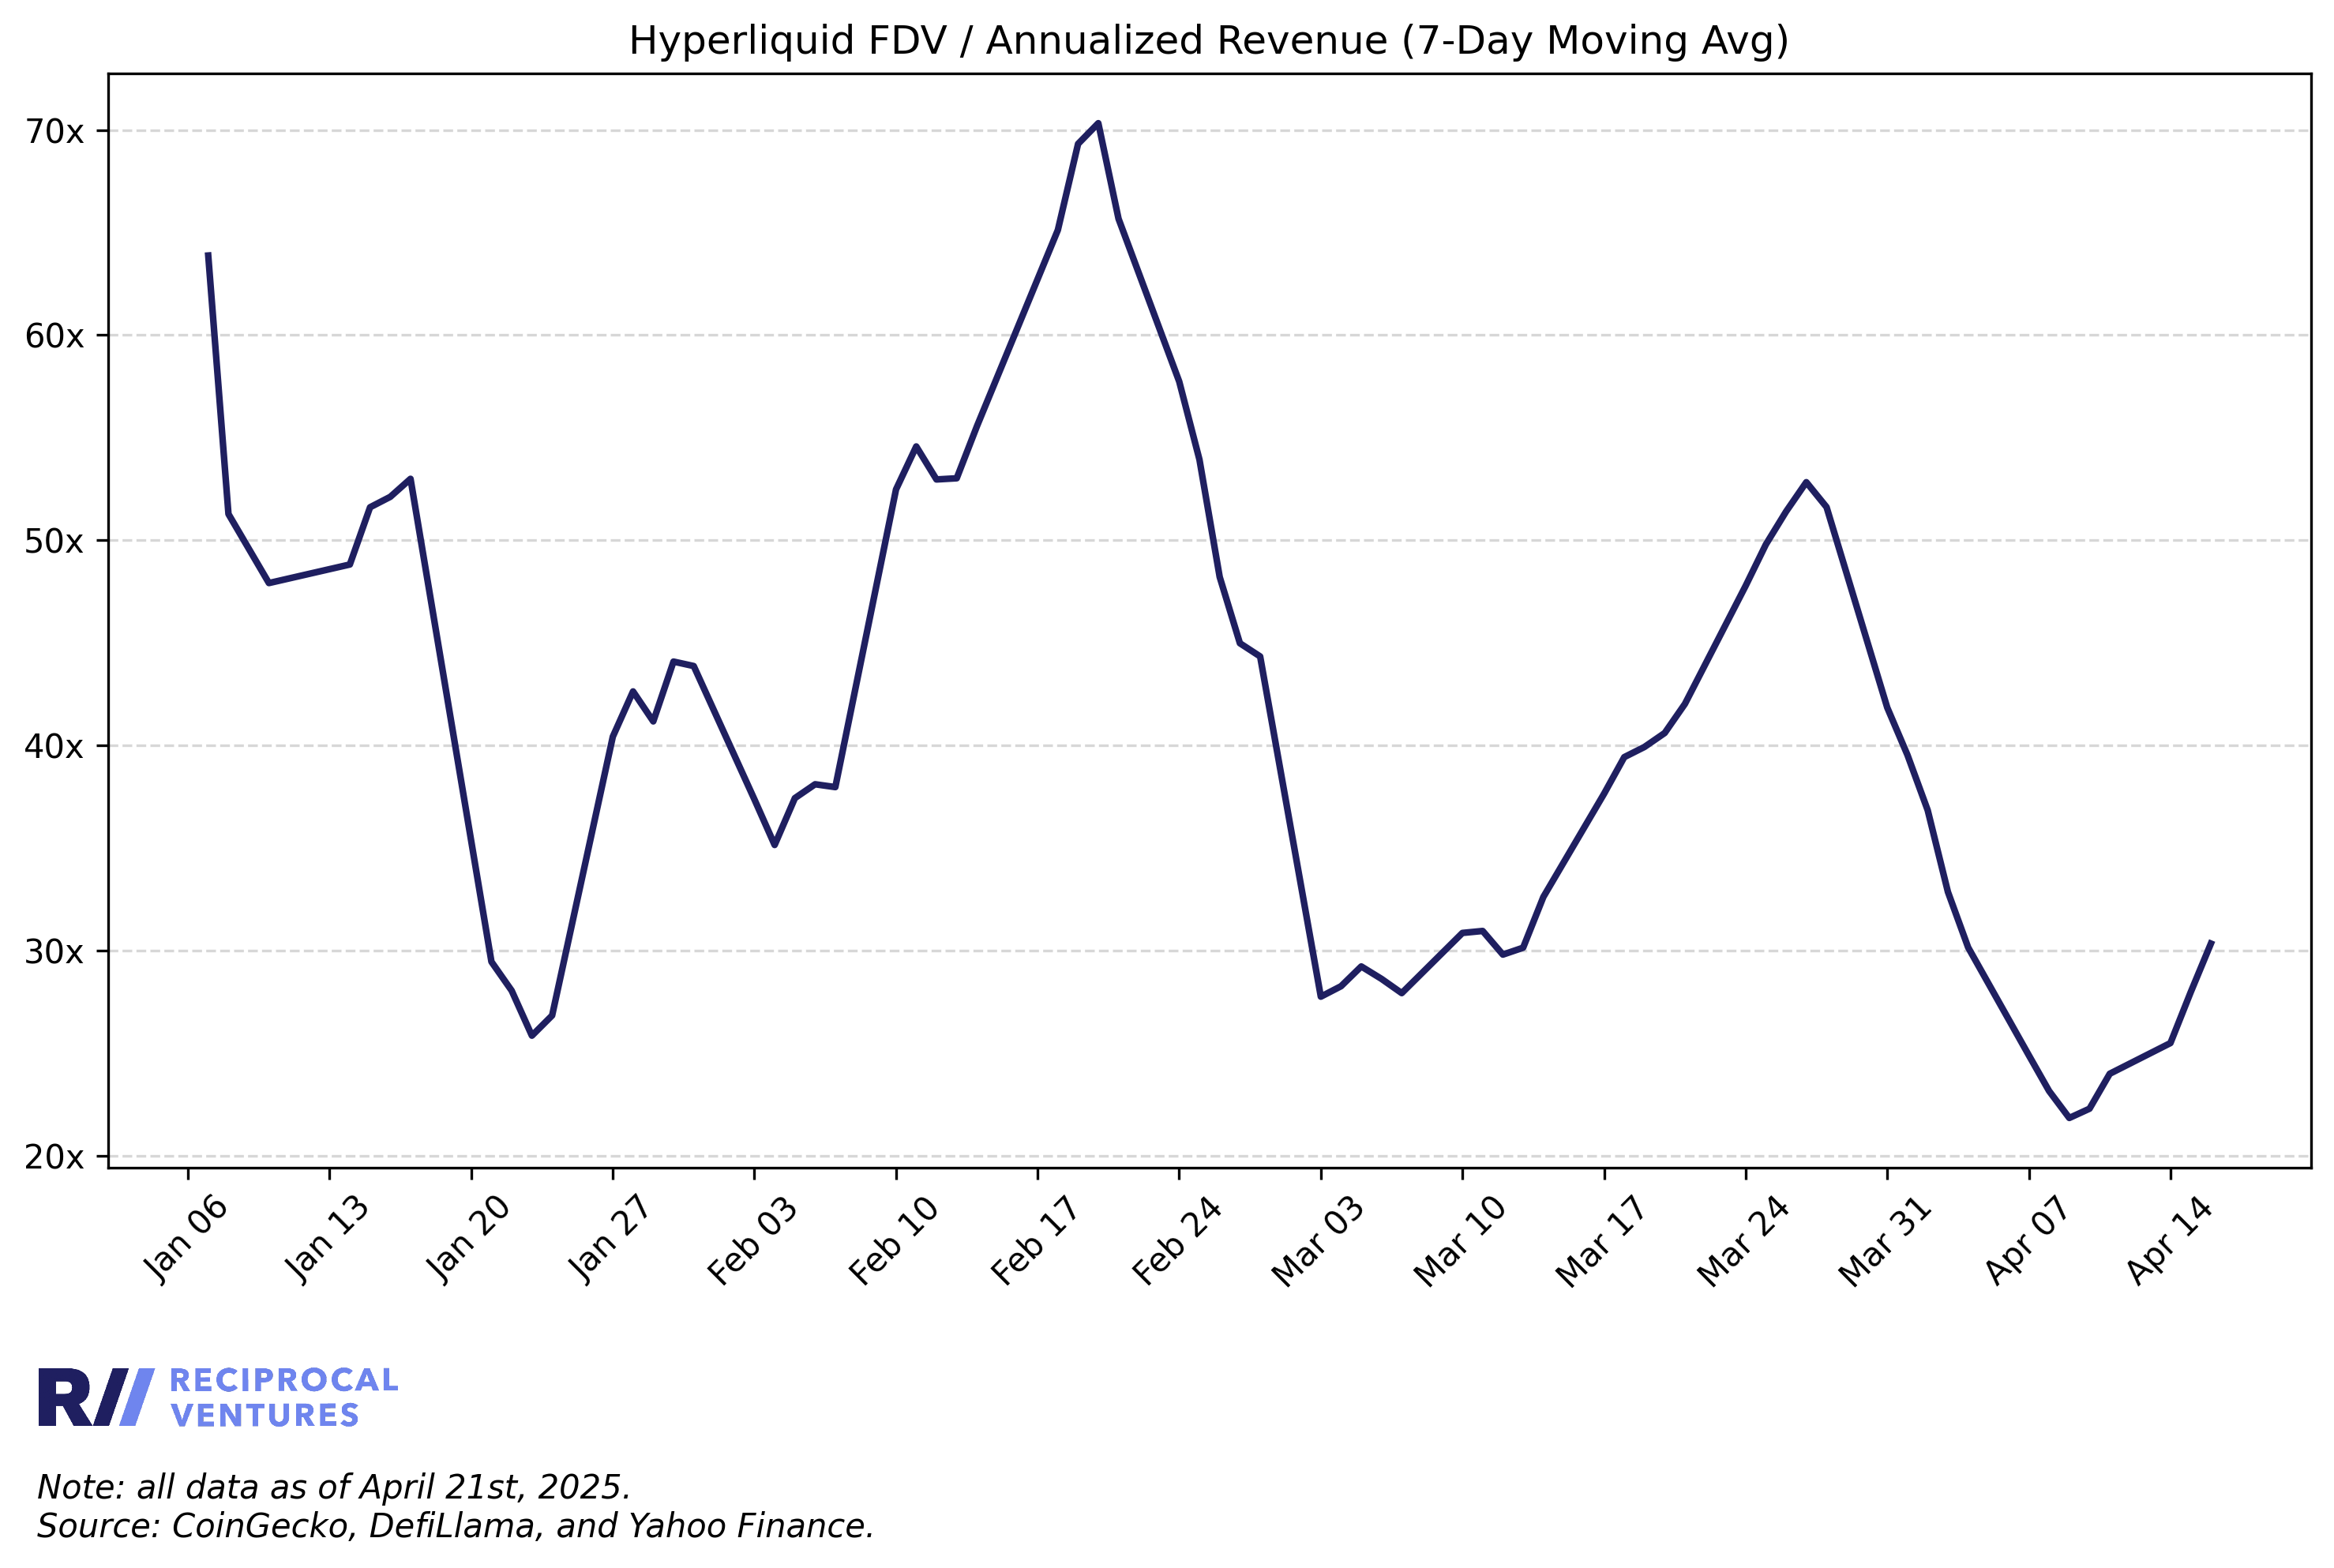 Hyperliquid FDV / Annualized Revenue (7-Day Moving Avg)
70x
60x
50x
40x
30x
20x
Jan 06
Jan 13
Jan 20
Jan 27
Feb 03
Feb 10
Feb 17
Feb 24
Mar 03
Mar 10
Mar 17
Mar 24
Mar 31
Apr 07
Apr 14
R
RECIPROCAL
VENTURES
Note: all data as of April 21st, 2025.
Source: CoinGecko, DefiLlama, and Yahoo Finance.